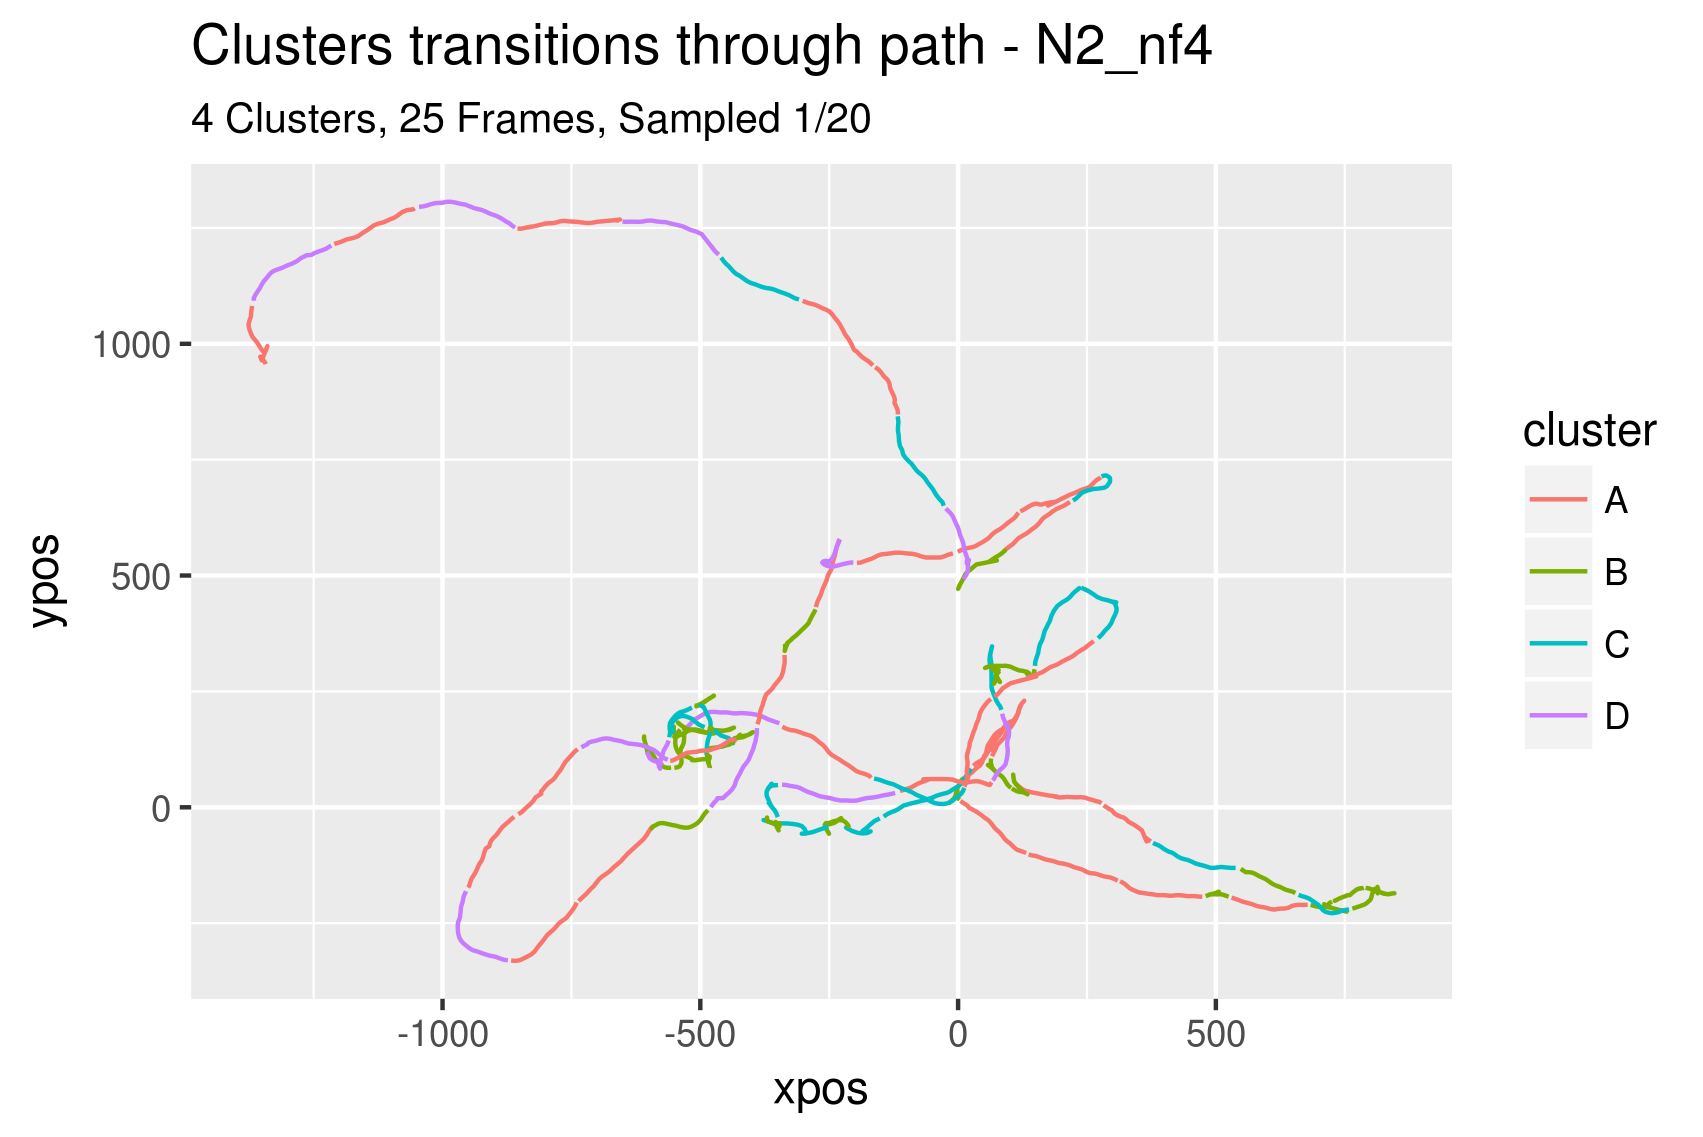 Clusters transitions through path - N2_nf4
4 Clusters, 25 Frames, Sampled 1/20
ypos
1000
500
0
-1000
-500
0
500
xpos
cluster
A
B
C
D